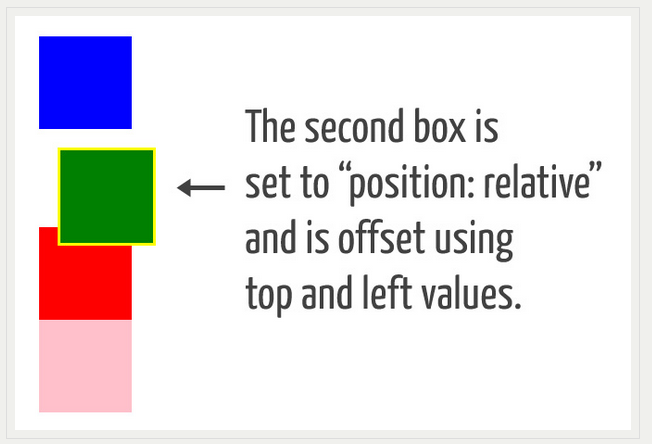 The second box is
set to “position: relative”
and is offset using
top and left values.